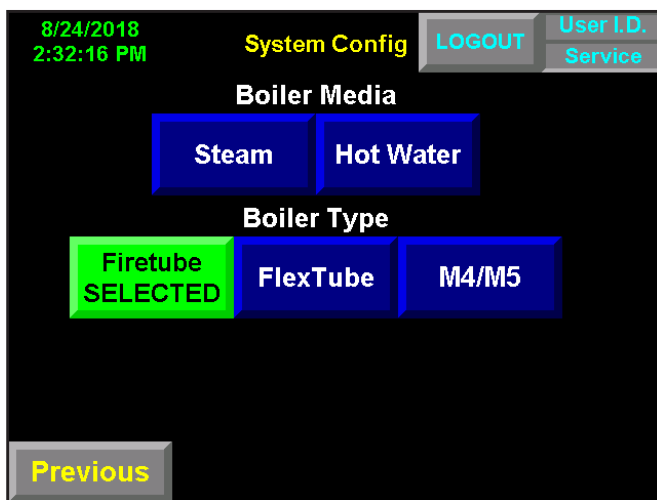 8/24/2018
2:32:16 PM
System Config
LOGOUT
User I.D.
Service
Boiler Media
Steam
Hot Water
Boiler Type
Firetube
SELECTED
FlexTube
M4/M5
Previous